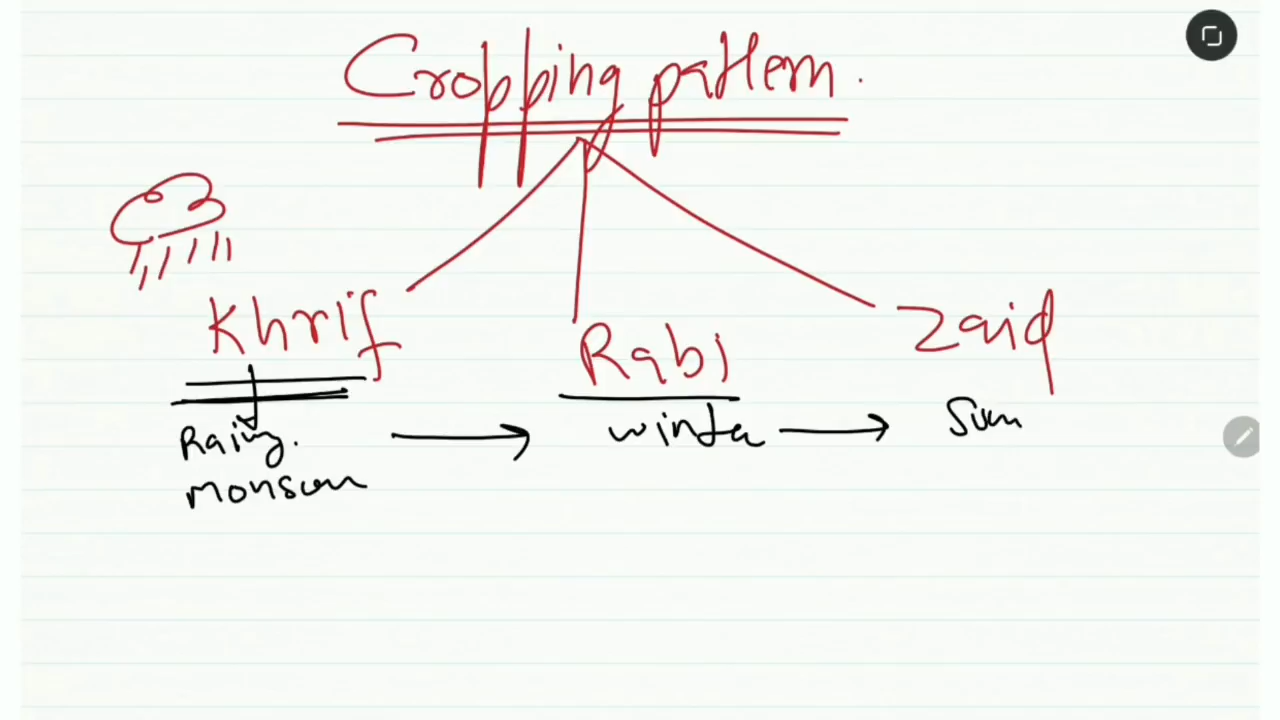 Cropping pattern.
Khrif
Rabi
Zaid
Rainy.
monsoon
winter
Sum